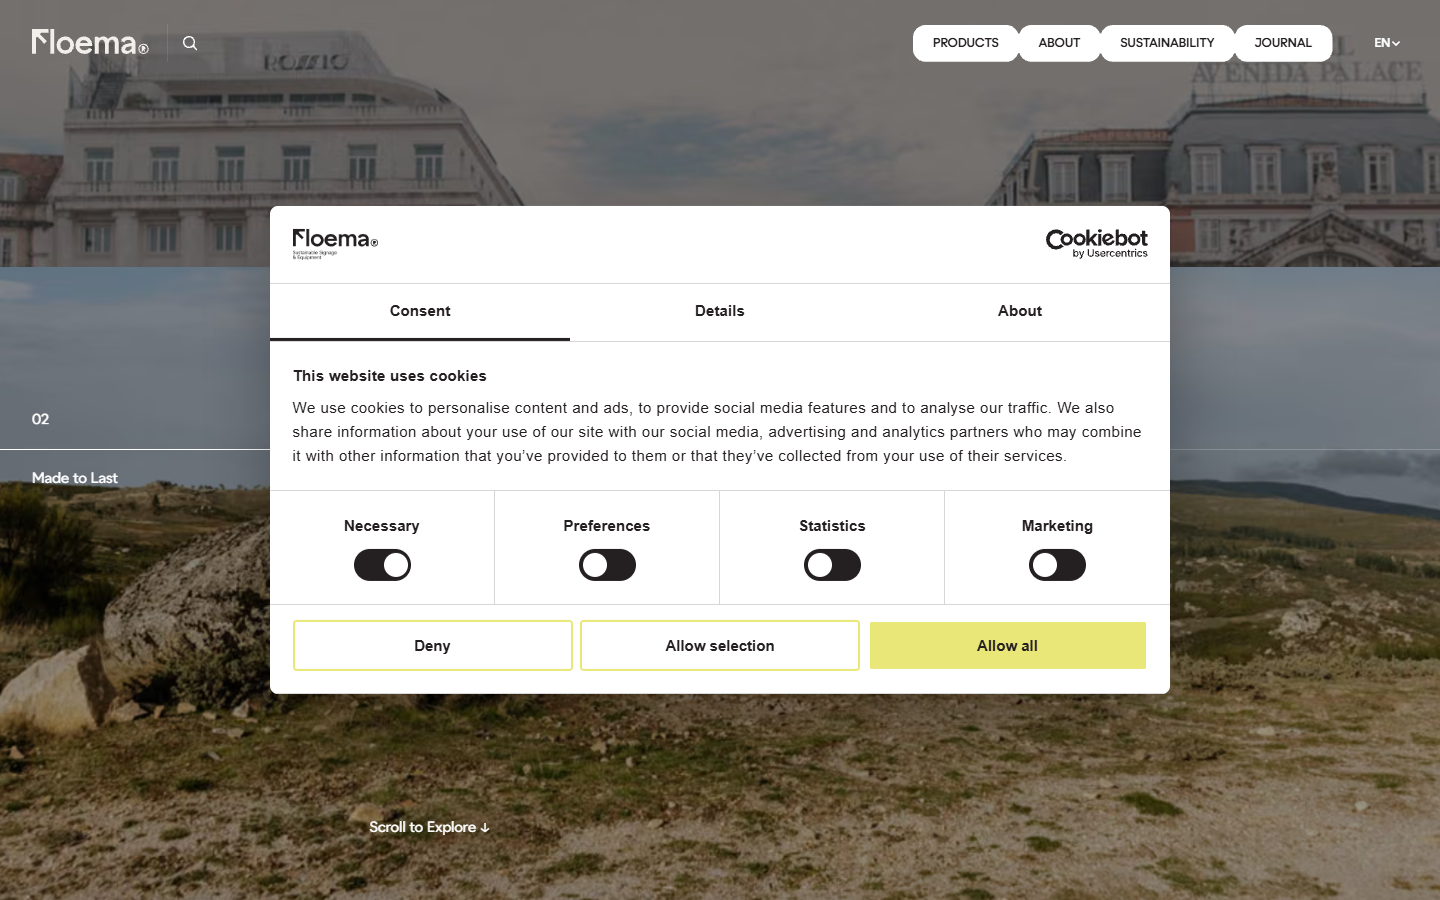 Floema®
PRODUCTS
ABOUT
SUSTAINABILITY
JOURNAL
EN
ROSSIO
AVENIDA PALACE
Floema®
Sustainable Signage
& Equipment
Cookiebot
by Usercentrics
Consent
Details
About
This website uses cookies
We use cookies to personalise content and ads, to provide social media features and to analyse our traffic. We also
share information about your use of our site with our social media, advertising and analytics partners who may combine
it with other information that you’ve provided to them or that they’ve collected from your use of their services.
Necessary
Preferences
Statistics
Marketing
Deny
Allow selection
Allow all
02
Made to Last
Scroll to Explore ↓